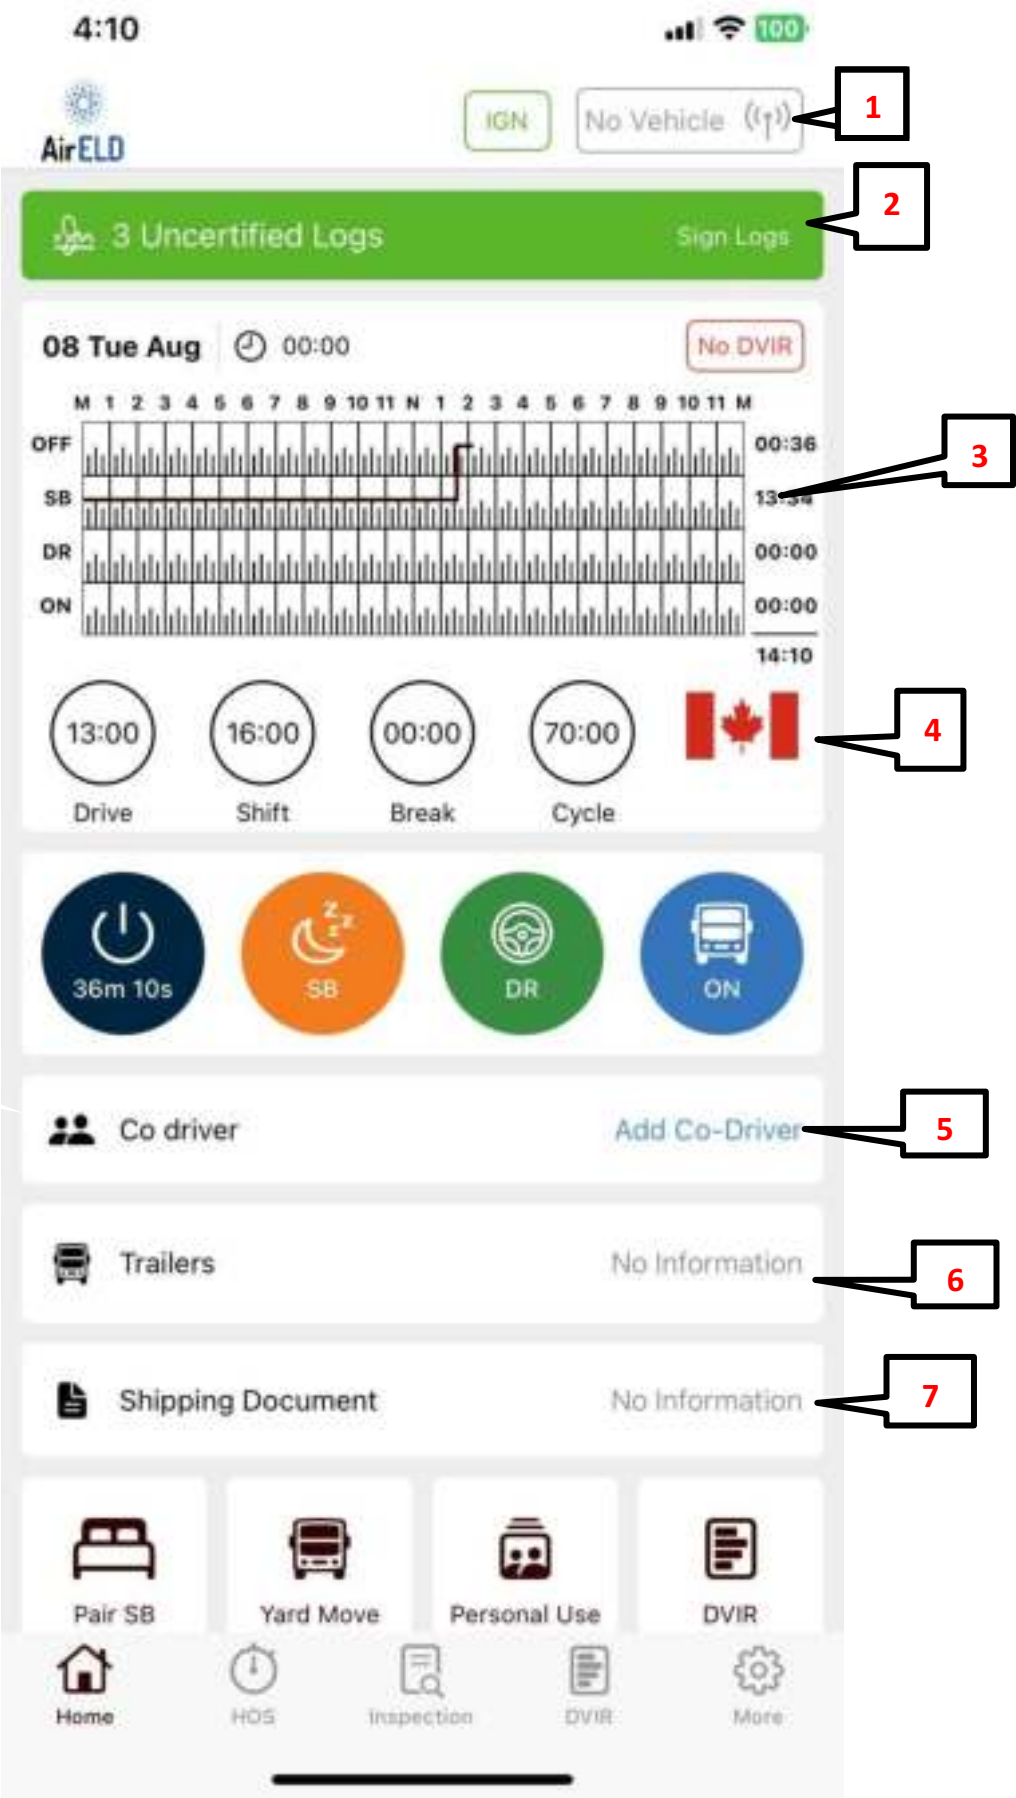 4:10 100
AirELD IGN No Vehicle 1
3 Uncertified Logs Sign Logs 2
08 Tue Aug 00:00 No DVIR
M 1 2 3 4 5 6 7 8 9 10 11 N 1 2 3 4 5 6 7 8 9 10 11 M
OFF 00:36 3
SB 13:34
DR 00:00
ON 00:00
14:10
13:00 16:00 00:00 70:00 4
Drive Shift Break Cycle
36m 10s SB DR ON
Co driver Add Co-Driver 5
Trailers No Information 6
Shipping Document No Information 7
Pair SB Yard Move Personal Use DVIR
Home HOS Inspection DVIR More